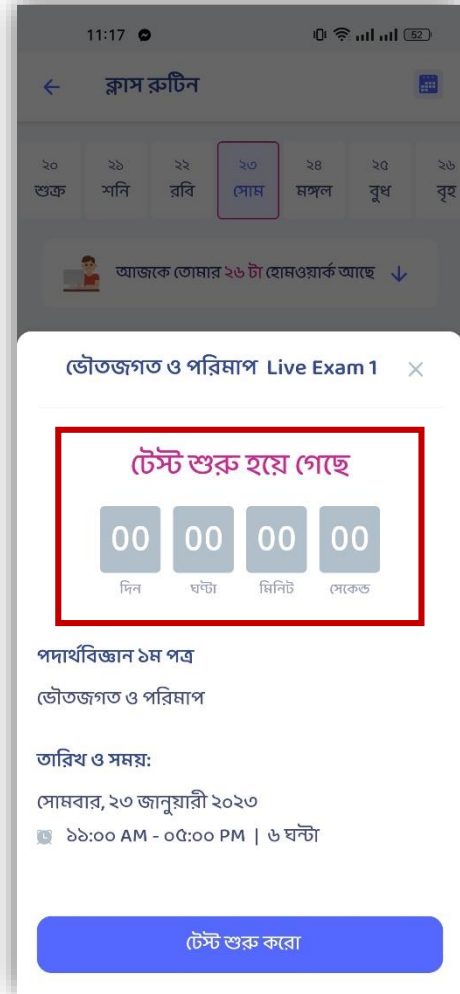 11:17 52
ক্লাস রুটিন
২০ ২১ ২২ ২৩ ২৪ ২৫ ২৬
শুক্র শনি রবি সোম মঙ্গল বুধ বৃহ
আজকে তোমার ২৬ টা হোমওয়ার্ক আছে
ভৌতজগত ও পরিমাপ Live Exam 1
টেস্ট শুরু হয়ে গেছে
00 00 00 00
দিন ঘণ্টা মিনিট সেকেন্ড
পদার্থবিজ্ঞান ১ম পত্র
ভৌতজগত ও পরিমাপ
তারিখ ও সময়:
সোমবার, ২৩ জানুয়ারী ২০২৩
১১:০০ AM - ০৫:০০ PM | ৬ ঘন্টা
টেস্ট শুরু করো